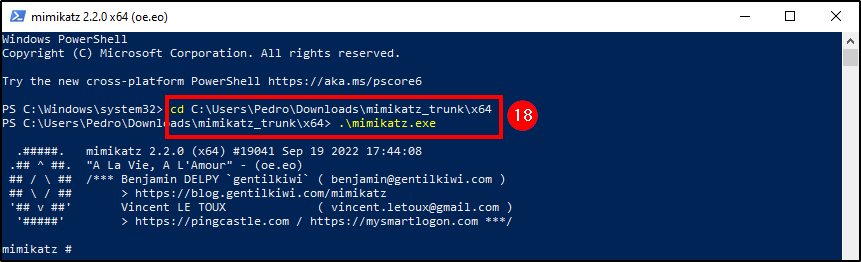 mimikatz 2.2.0 x64 (oe.eo)
Windows PowerShell
Copyright (C) Microsoft Corporation. All rights reserved.
Try the new cross-platform PowerShell https://aka.ms/pscore6
PS C:\Windows\system32> cd C:\Users\Pedro\Downloads\mimikatz_trunk\x64
PS C:\Users\Pedro\Downloads\mimikatz_trunk\x64> .\mimikatz.exe
18
  .#####.   mimikatz 2.2.0 (x64) #19041 Sep 19 2022 17:44:08
 .## ^ ##.  "A La Vie, A L'Amour" - (oe.eo)
 ## / \ ##  /*** Benjamin DELPY `gentilkiwi` ( benjamin@gentilkiwi.com )
 ## \ / ##       > https://blog.gentilkiwi.com/mimikatz
 '## v ##'       Vincent LE TOUX             ( vincent.letoux@gmail.com )
  '#####'        > https://pingcastle.com / https://mysmartlogon.com ***/
mimikatz #